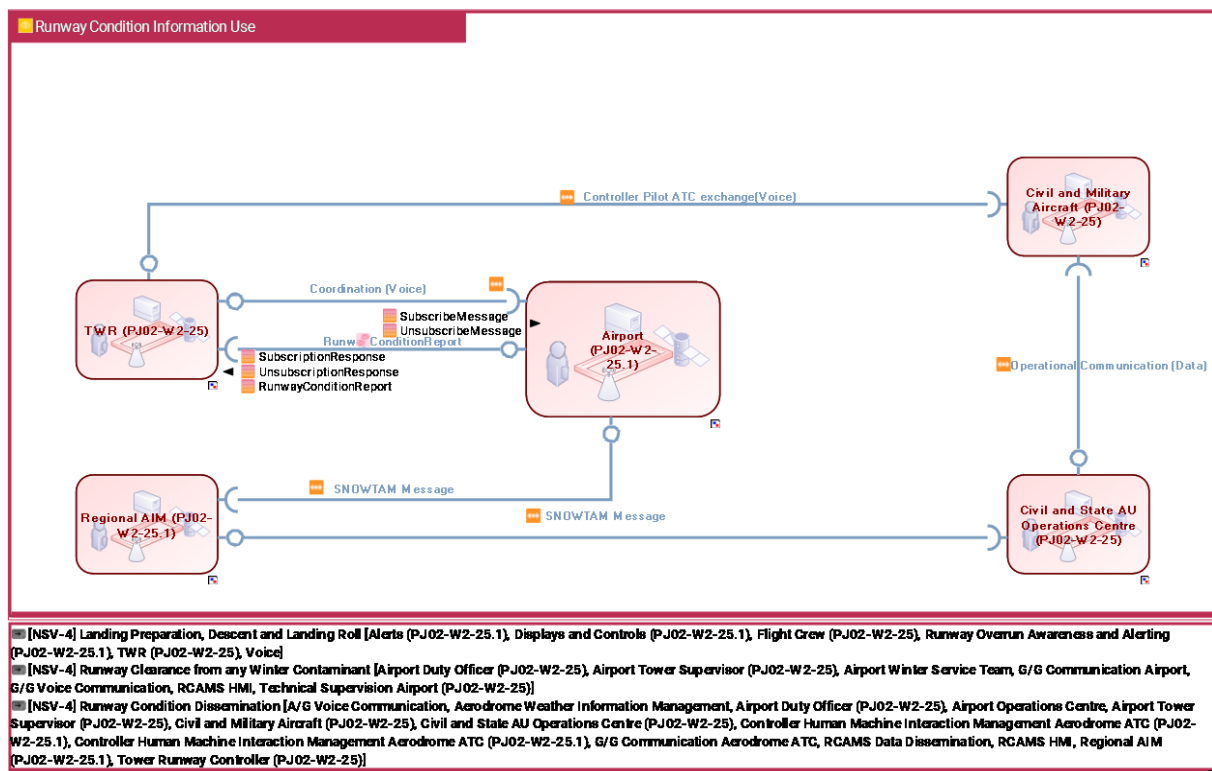 Runway Condition Information Use
Controller Pilot ATC exchange(Voice)
Civil and Military
Aircraft (PJ02-
W2-25)
Coordination (Voice)
TWR (PJ02-W2-25)
SubscribeMessage
UnsubscribeMessage
RunwayConditionReport
Airport
(PJ02-W2-
25.1)
SubscriptionResponse
UnsubscriptionResponse
RunwayConditionReport
Operational Communication (Data)
SNOWTAM Message
Regional AIM (PJ02-
W2-25.1)
SNOWTAM Message
Civil and State AU
Operations Centre
(PJ02-W2-25)
[NSV-4] Landing Preparation, Descent and Landing Roll [Alerts (PJ02-W2-25.1), Displays and Controls (PJ02-W2-25.1), Flight Crew (PJ02-W2-25), Runway Overrun Awareness and Alerting
(PJ02-W2-25.1), TWR (PJ02-W2-25), Voice]
[NSV-4] Runway Clearance from any Winter Contaminant [Airport Duty Officer (PJ02-W2-25), Airport Tower Supervisor (PJ02-W2-25), Airport Winter Service Team, G/G Communication Airport,
G/G Voice Communication, RCAMS HMI, Technical Supervision Airport (PJ02-W2-25)]
[NSV-4] Runway Condition Dissemination [A/G Voice Communication, Aerodrome Weather Information Management, Airport Duty Officer (PJ02-W2-25), Airport Operations Centre, Airport Tower
Supervisor (PJ02-W2-25), Civil and Military Aircraft (PJ02-W2-25), Civil and State AU Operations Centre (PJ02-W2-25), Controller Human Machine Interaction Management Aerodrome ATC (PJ02-
W2-25.1), Controller Human Machine Interaction Management Aerodrome ATC (PJ02-W2-25.1), G/G Communication Aerodrome ATC, RCAMS Data Dissemination, RCAMS HMI, Regional AIM
(PJ02-W2-25.1), Tower Runway Controller (PJ02-W2-25)]